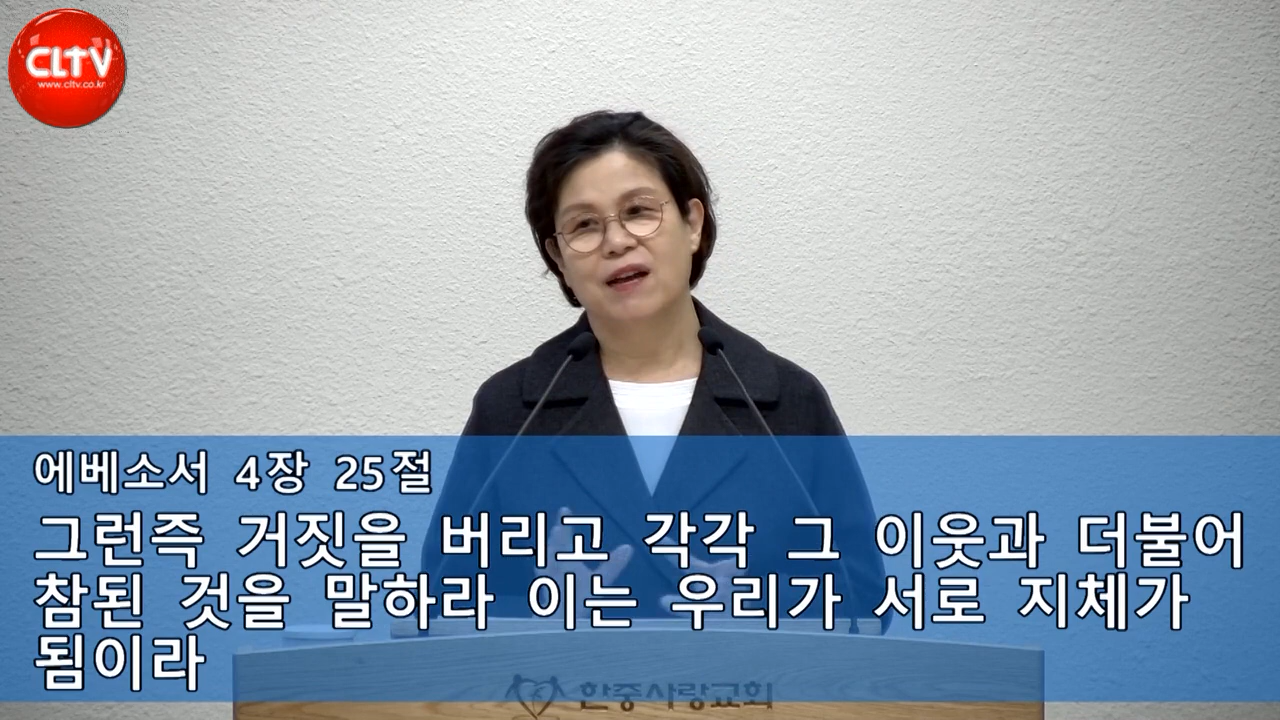 CLTV
www.cltv.co.kr
에베소서 4장 25절
그런즉 거짓을 버리고 각각 그 이웃과 더불어
참된 것을 말하라 이는 우리가 서로 지체가
됨이라
한중사랑교회